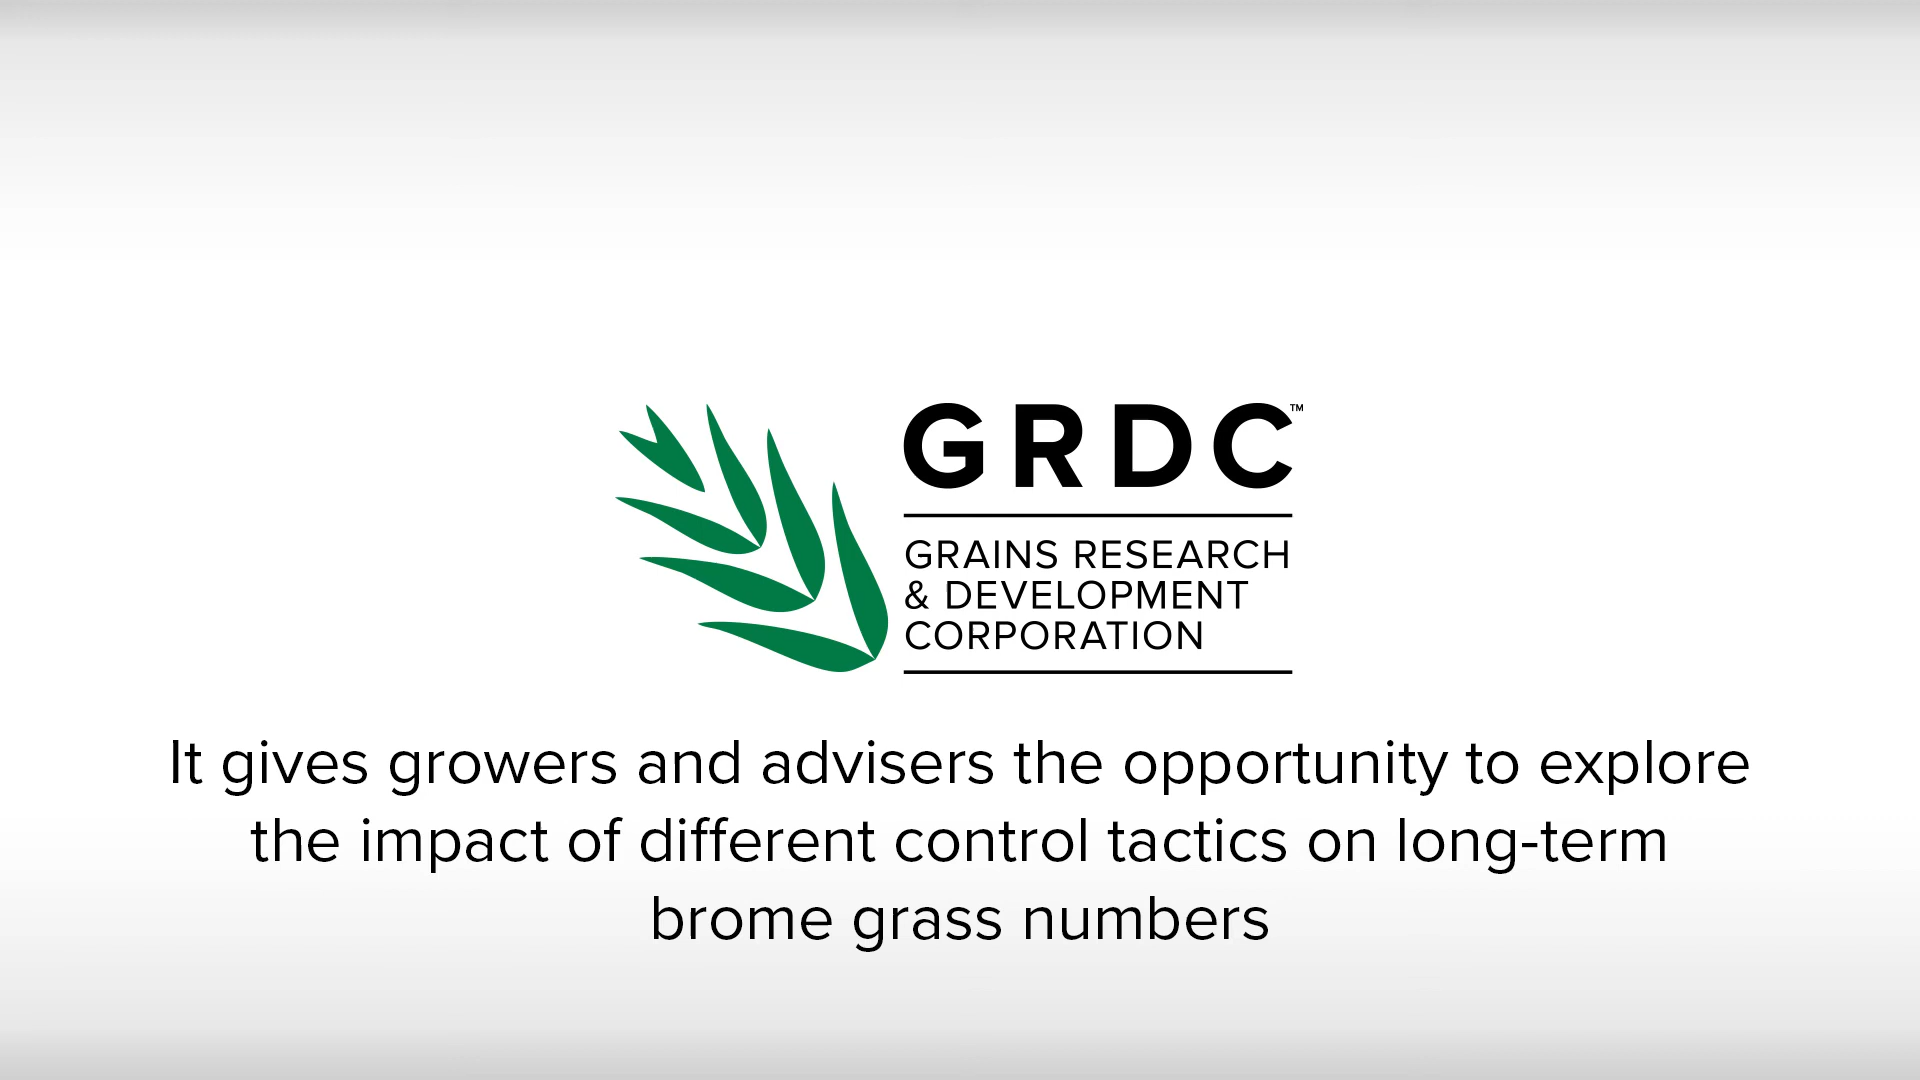 GRDC™
GRAINS RESEARCH
& DEVELOPMENT
CORPORATION
It gives growers and advisers the opportunity to explore
the impact of different control tactics on long-term
brome grass numbers